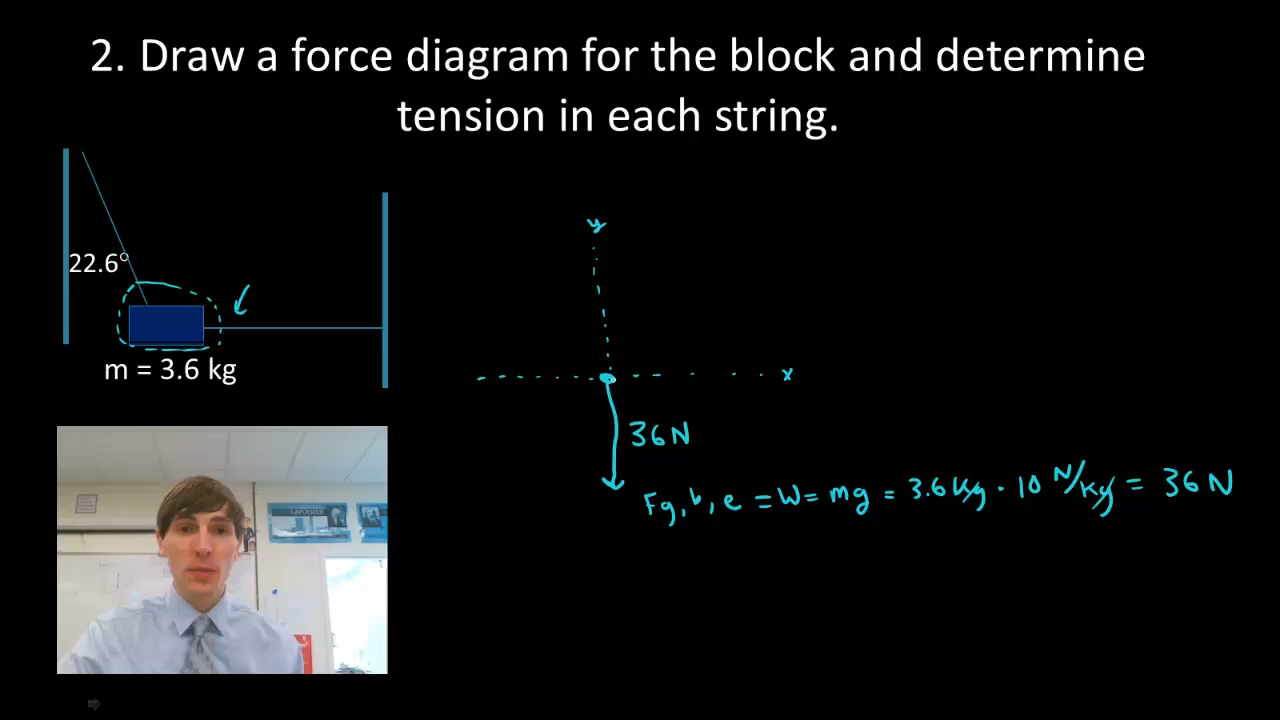 2. Draw a force diagram for the block and determine
tension in each string.
22.6°
m = 3.6 kg
y
x
36N
Fg, b, e = W = mg = 3.6 kg · 10 N/kg = 36 N